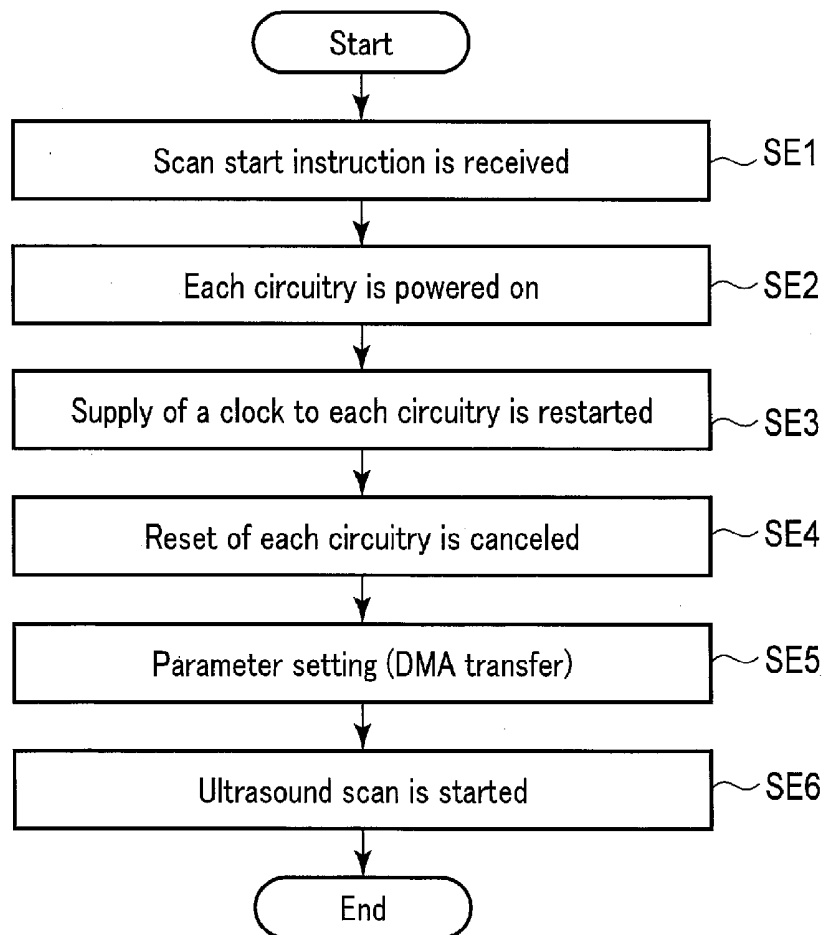 Start
Scan start instruction is received
SE1
Each circuitry is powered on
SE2
Supply of a clock to each circuitry is restarted
SE3
Reset of each circuitry is canceled
SE4
Parameter setting (DMA transfer)
SE5
Ultrasound scan is started
SE6
End